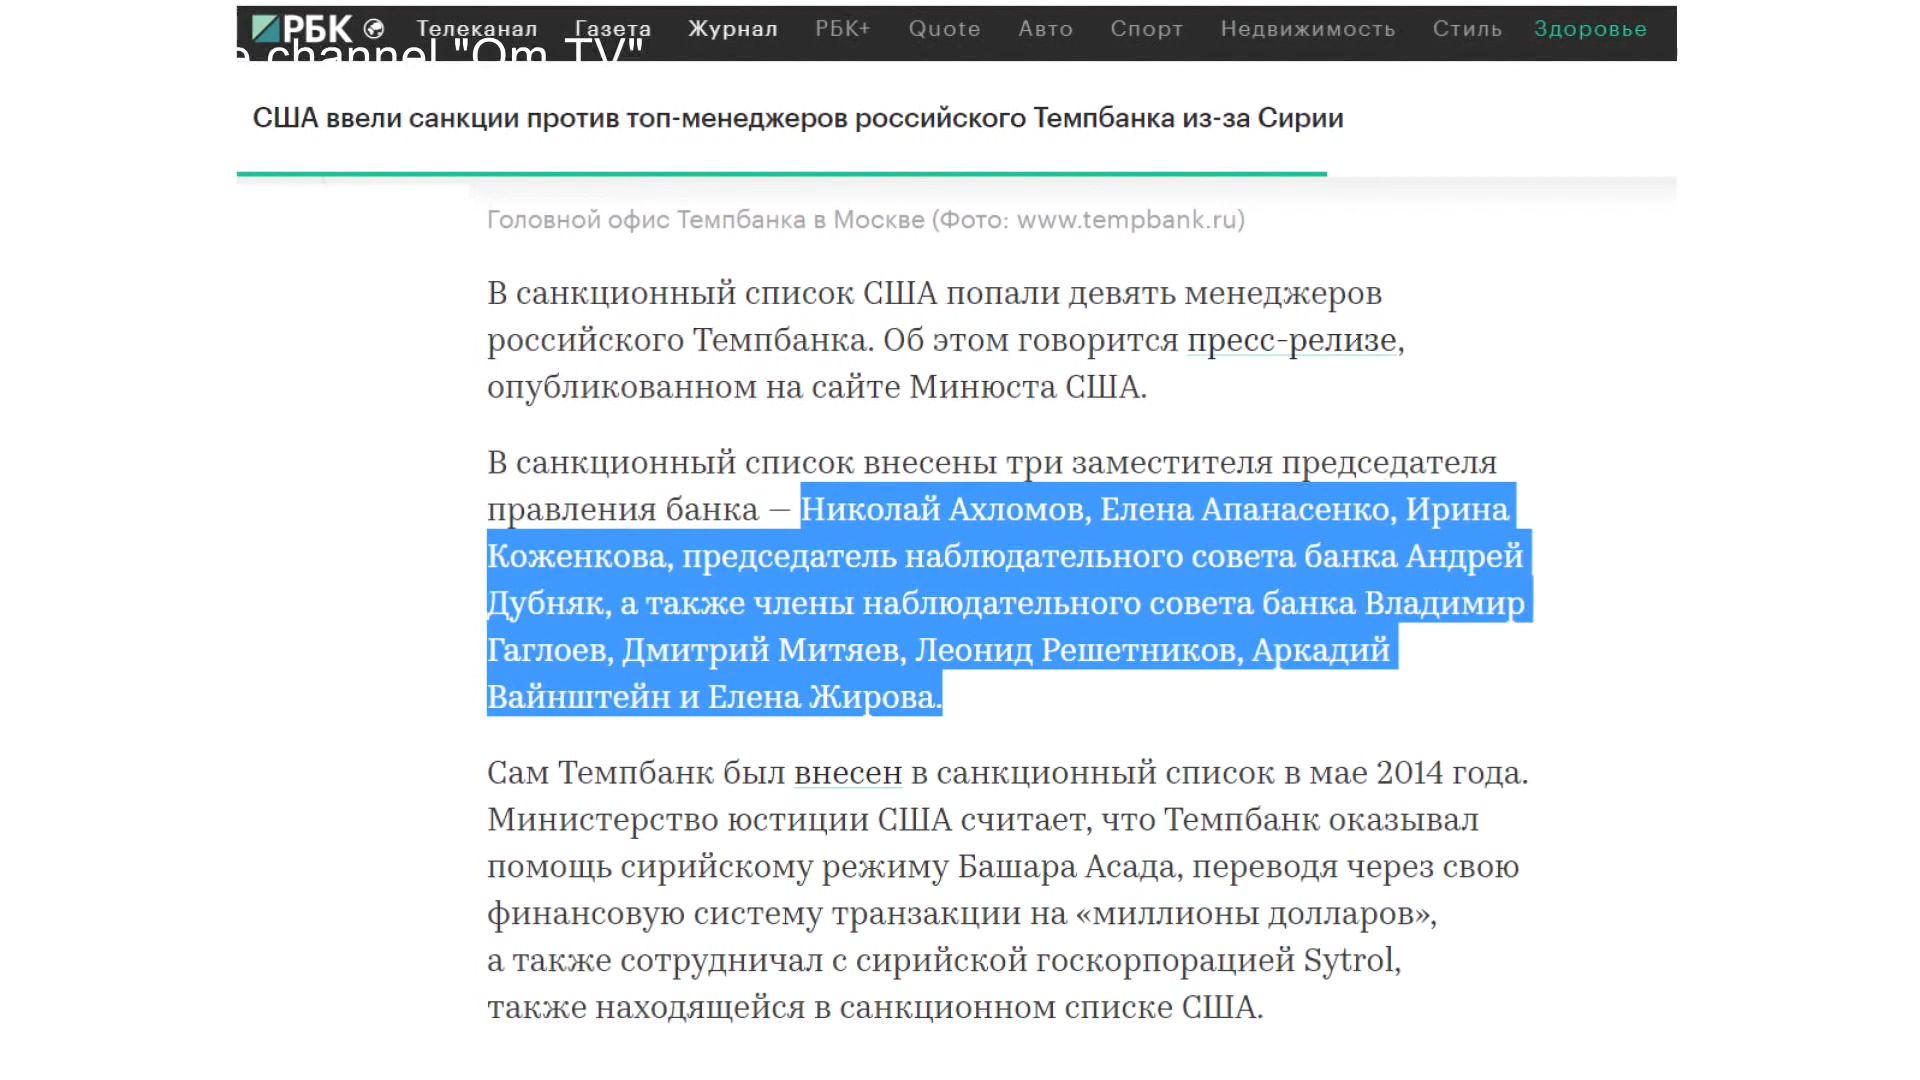 РБК Телеканал Газета Журнал РБК+ Quote Авто Спорт Недвижимость Стиль Здоровье
channel "Om TV"
США ввели санкции против топ-менеджеров российского Темпбанка из-за Сирии
Головной офис Темпбанка в Москве (Фото: www.tempbank.ru)
В санкционный список США попали девять менеджеров
российского Темпбанка. Об этом говорится пресс-релизе,
опубликованном на сайте Минюста США.
В санкционный список внесены три заместителя председателя
правления банка — Николай Ахломов, Елена Апанасенко, Ирина
Коженкова, председатель наблюдательного совета банка Андрей
Дубняк, а также члены наблюдательного совета банка Владимир
Гаглоев, Дмитрий Митяев, Леонид Решетников, Аркадий
Вайнштейн и Елена Жирова.
Сам Темпбанк был внесен в санкционный список в мае 2014 года.
Министерство юстиции США считает, что Темпбанк оказывал
помощь сирийскому режиму Башара Асада, переводя через свою
финансовую систему транзакции на «миллионы долларов»,
а также сотрудничал с сирийской госкорпорацией Sytrol,
также находящейся в санкционном списке США.